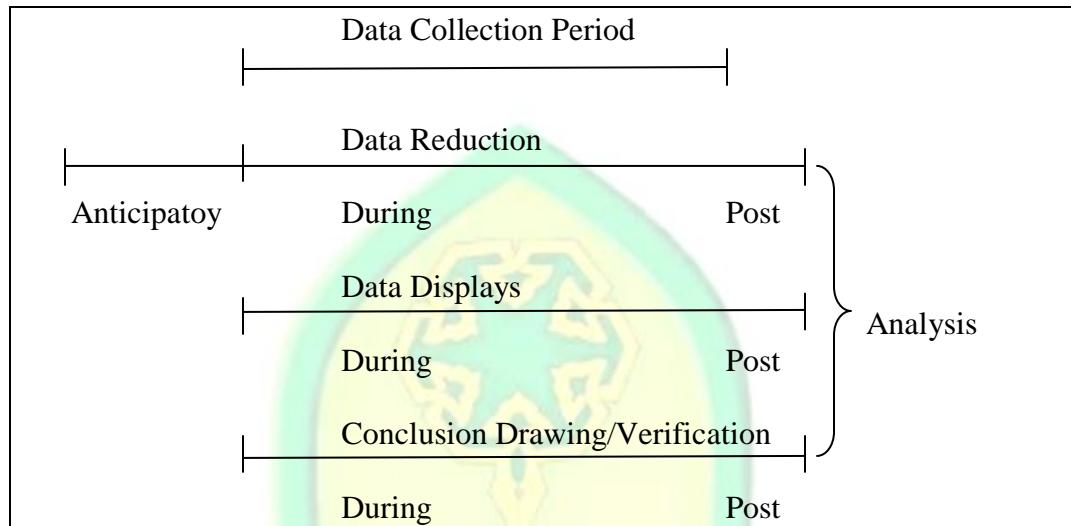 Data Collection Period
Data Reduction
Anticipatoy During Post
Data Displays
Analysis
During Post
Conclusion Drawing/Verification
During Post